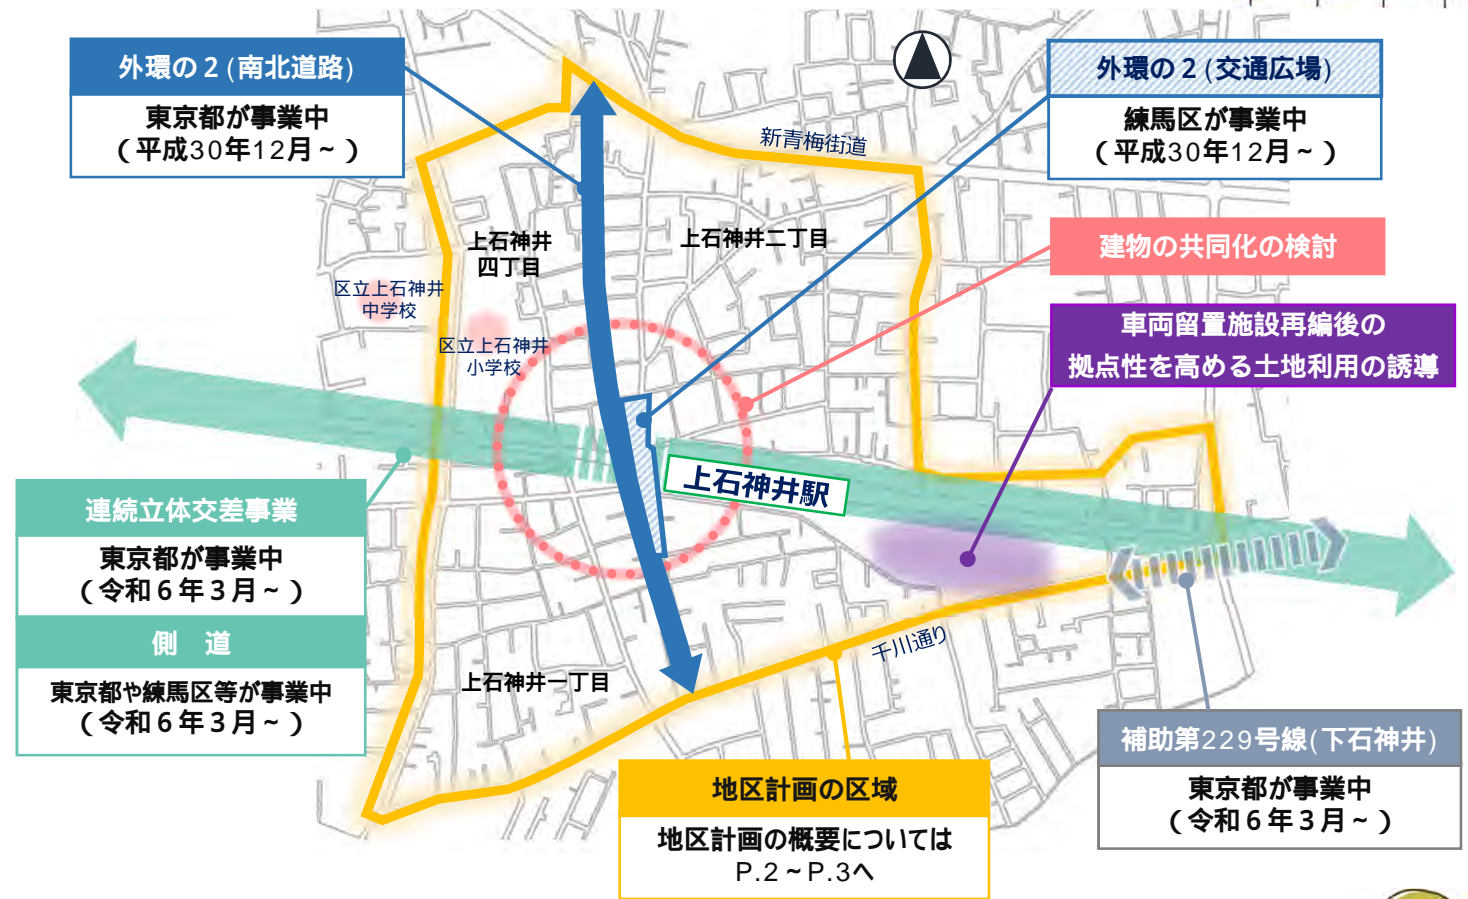 外環の２(南北道路)
東京都が事業中
（平成30年12月～）
外環の２(交通広場)
練馬区が事業中
（平成30年12月～）
新青梅街道
建物の共同化の検討
上石神井
四丁目
上石神井二丁目
区立上石神井
中学校
区立上石神井
小学校
車両留置施設再編後の
拠点性を高める土地利用の誘導
上石神井駅
連続立体交差事業
東京都が事業中
（令和６年３月～）
側　道
東京都や練馬区等が事業中
（令和６年３月～）
千川通り
上石神井一丁目
補助第229号線(下石神井)
東京都が事業中
（令和６年３月～）
地区計画の区域
地区計画の概要については
P.2～P.3へ